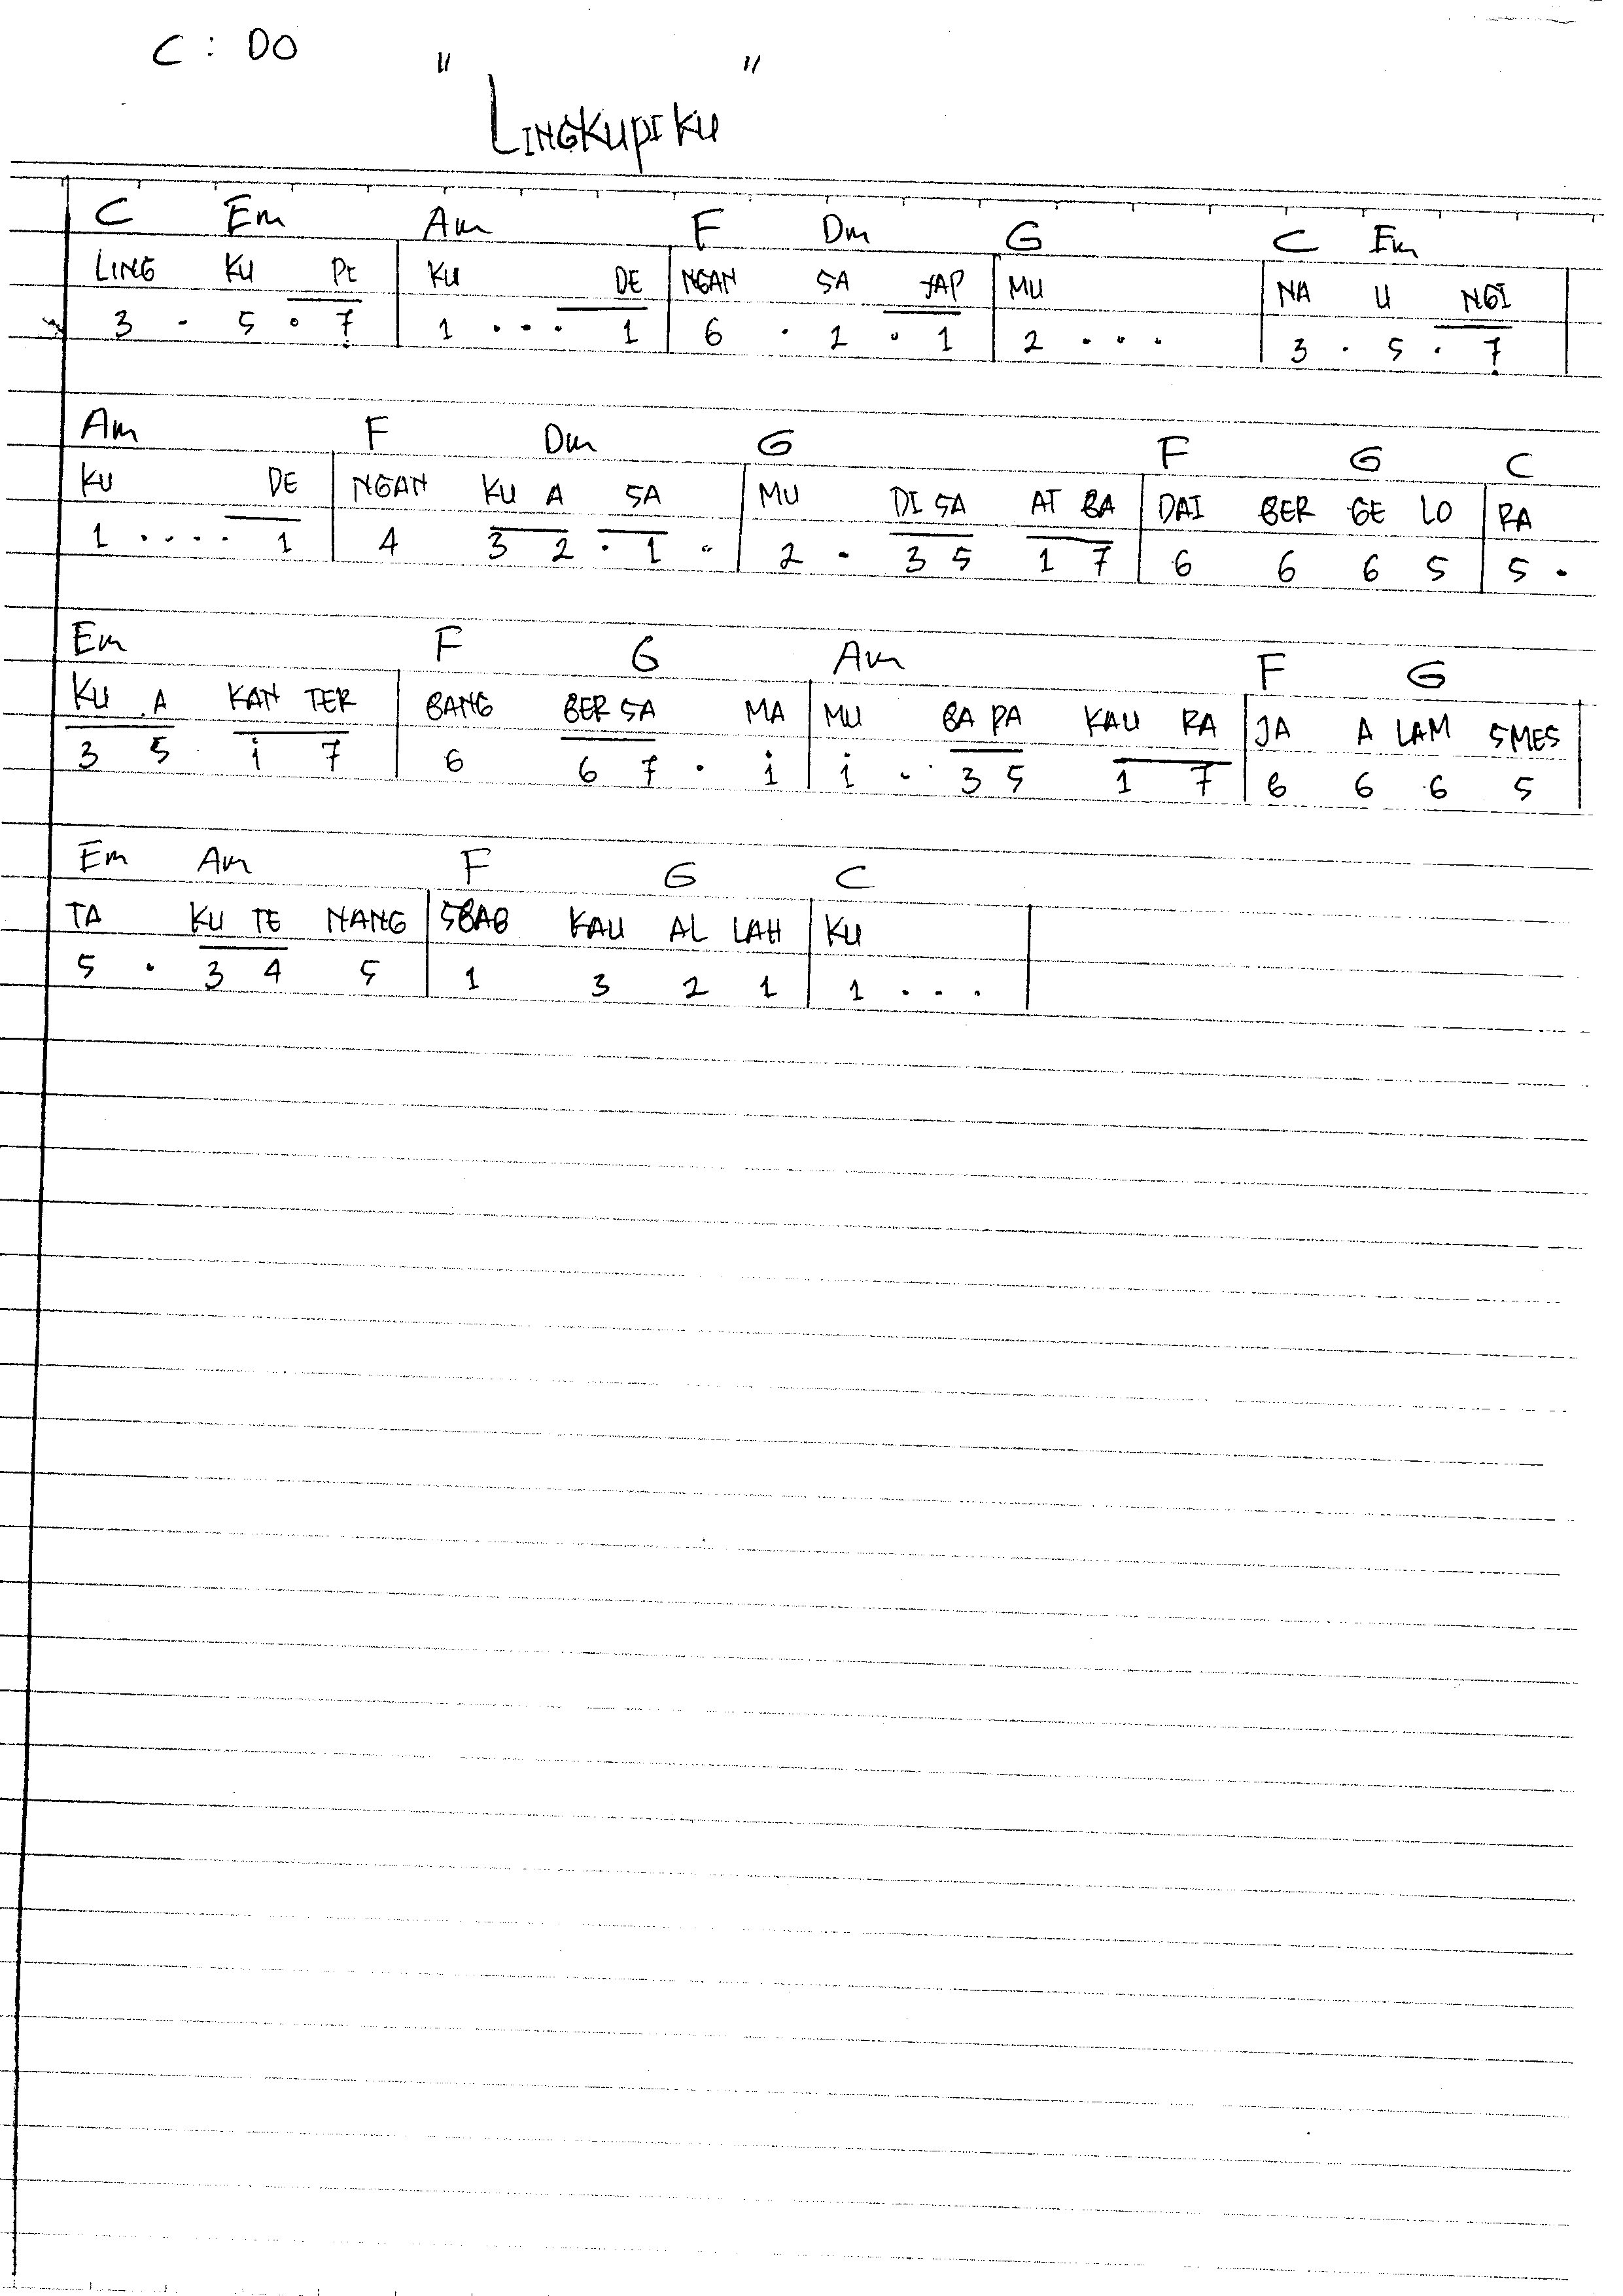 C : DO
" LINGKUPIKU "
C Em Am F Dm G C Em
LING KU PI | KU DE | NGAN SA YAP | MU | NA U NGI |
3 . 5 . 7̣ | 1 . . . 1 | 6 . 1 . 1 | 2 . . . | 3 . 5 . 7̣ |
Am F Dm G F G C
KU DE | NGAN KU A SA | MU DI SA AT BA | DAI BER GE LO | RA
1 . . . . 1 | 4 3 2 . 1 . | 2 . 3 5 1 7 | 6 6 6 5 | 5 .
Em F G Am F G
KU A KAN TER | BANG BER SA MA | MU BA PA KAU RA | JA A LAM SMES |
3 5 i 7 | 6 6 7 . i | i . 3 5 1 7 | 6 6 6 5 |
Em Am F G C
TA KU TE NANG | SBAB KAU AL LAH | KU |
5 . 3 4 5 | 1 3 2 1 | 1 . . . |